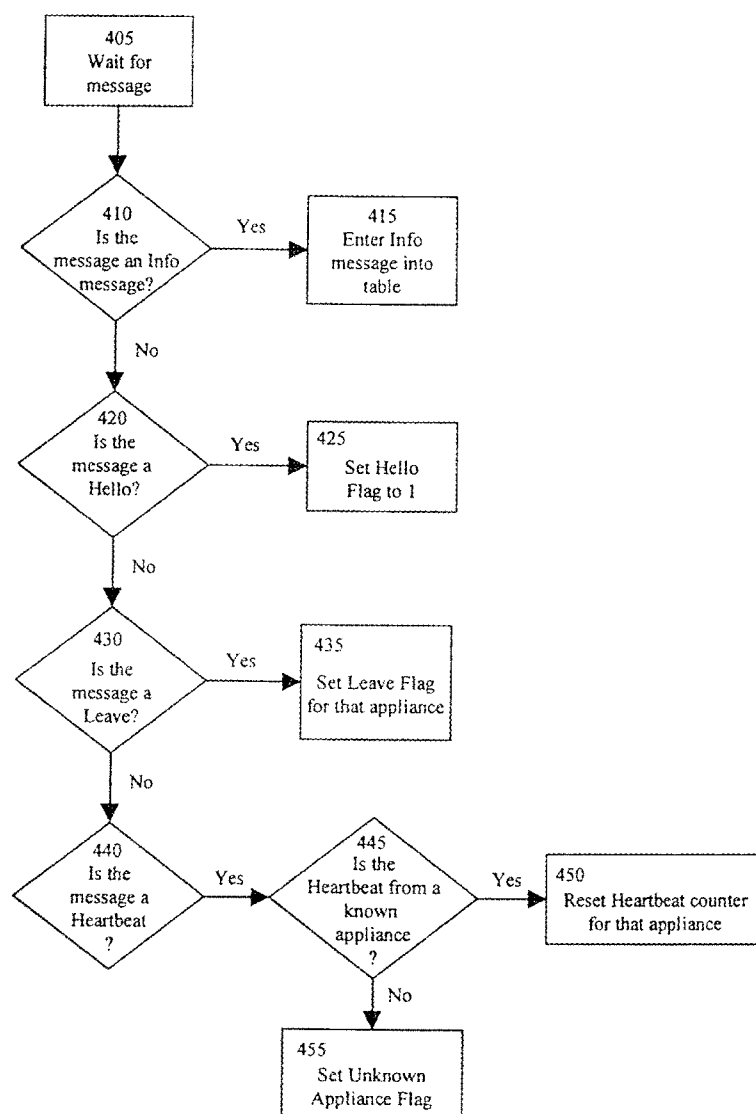 405
Wait for
message
410
Is the
message an Info
message?
Yes
415
Enter Info
message into
table
No
420
Is the
message a
Hello?
Yes
425
Set Hello
Flag to 1
No
430
Is the
message a
Leave?
Yes
435
Set Leave Flag
for that appliance
No
440
Is the
message a
Heartbeat
?
Yes
445
Is the
Heartbeat from a
known
appliance
?
Yes
450
Reset Heartbeat counter
for that appliance
No
455
Set Unknown
Appliance Flag